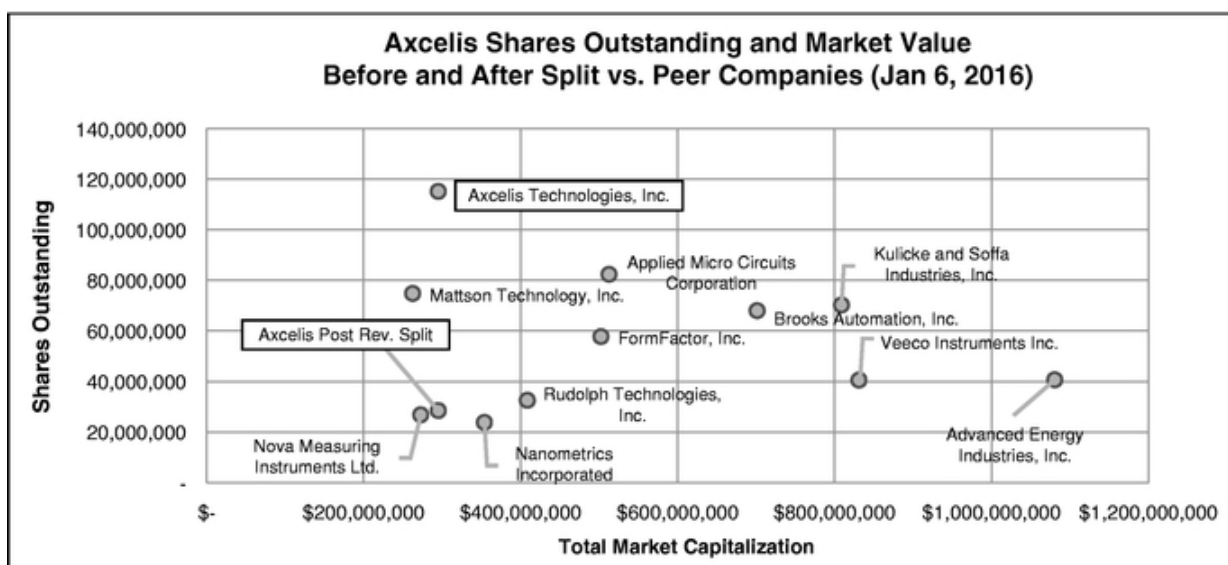 Axcelis Shares Outstanding and Market Value
Before and After Split vs. Peer Companies (Jan 6, 2016)
Shares Outstanding
140,000,000
120,000,000
100,000,000
80,000,000
60,000,000
40,000,000
20,000,000
-
Axcelis Technologies, Inc.
Applied Micro Circuits
Corporation
Kulicke and Soffa
Industries, Inc.
Mattson Technology, Inc.
Brooks Automation, Inc.
Axcelis Post Rev. Split
FormFactor, Inc.
Veeco Instruments Inc.
Rudolph Technologies,
Inc.
Nova Measuring
Instruments Ltd.
Nanometrics
Incorporated
Advanced Energy
Industries, Inc.
$-
$200,000,000
$400,000,000
$600,000,000
$800,000,000
$1,000,000,000
$1,200,000,000
Total Market Capitalization